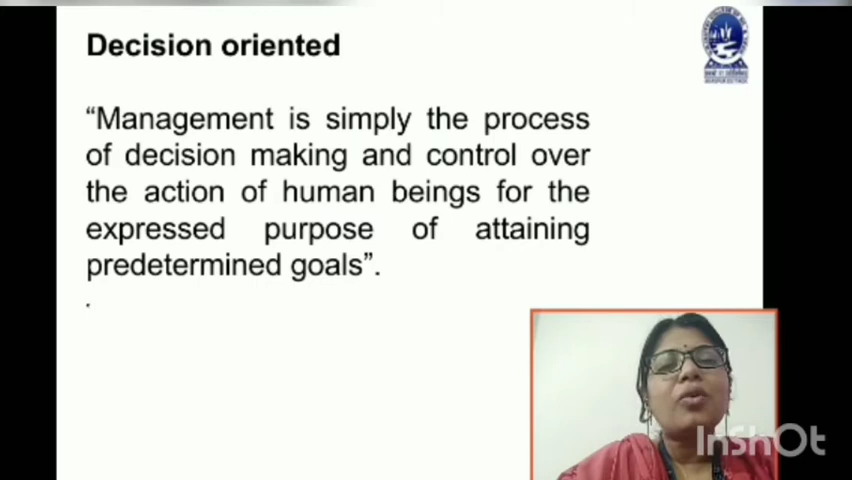 Decision oriented
“Management is simply the process
of decision making and control over
the action of human beings for the
expressed purpose of attaining
predetermined goals”.
.
InShOt